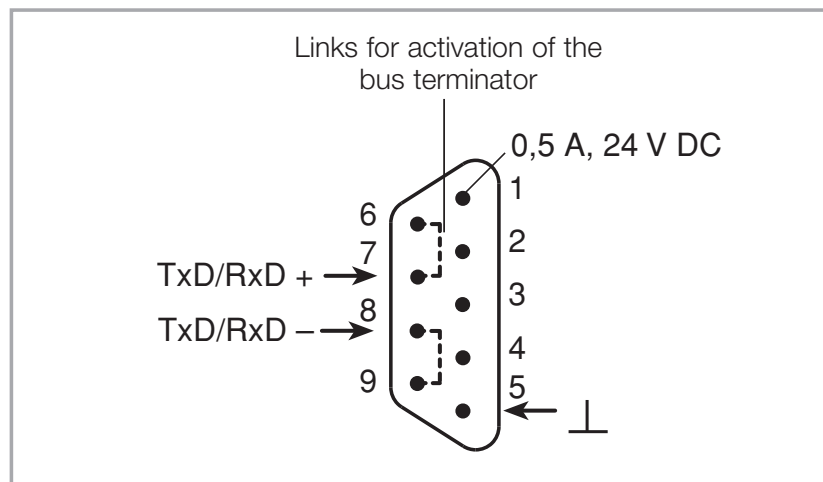 Links for activation of the
bus terminator
0,5 A, 24 V DC
1
6
2
7
TxD/RxD +
3
8
TxD/RxD –
4
9
5